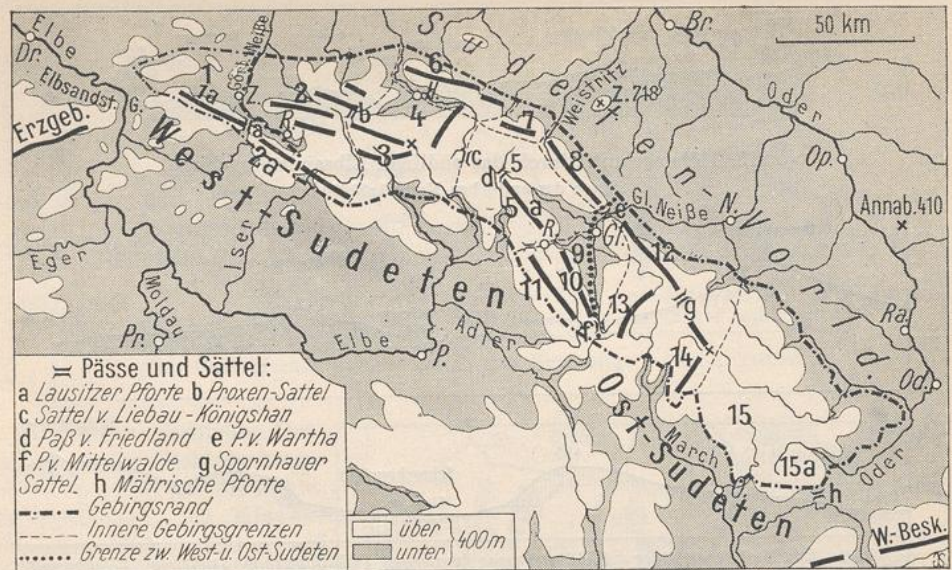 Elbe
Dr.
Elbsandst. G.
Erzgeb.
Görl. Neiße
Z.
R.
Sudeten-N.Vorld.
Weistritz
Z. 718
Br.
50 km
Oder
Op.
Annab. 410
Gl. Neiße
Gl.
R.
Ra.
Od.
Oder
West-Sudeten
Ost-Sudeten
Iser
Eger
Moldau
Pr.
Elbe
P.
Adler
March
O.
W.-Besk.
1
1a
a
2
2a
b
3
4
H
6
7
8
c
5
d
5a
e
9
10
11
f
12
13
g
14
15
15a
h
Pässe und Sättel:
a Lausitzer Pforte b Proxen-Sattel
c Sattel v. Liebau-Königshan
d Paß v. Friedland e P.v. Wartha
f P.v. Mittelwalde g Spornhauer
Sattel h Mährische Pforte
Gebirgsrand
Innere Gebirgsgrenzen
Grenze zw. West-u. Ost-Sudeten
über
unter
400m